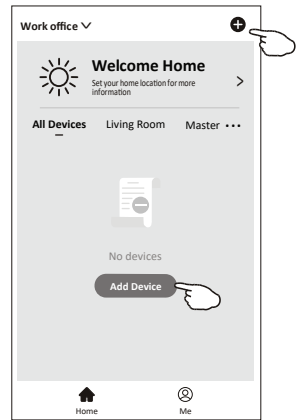 Work office
Welcome Home
Set your home location for more
information
All Devices Living Room Master
No devices
Add Device
Home Me